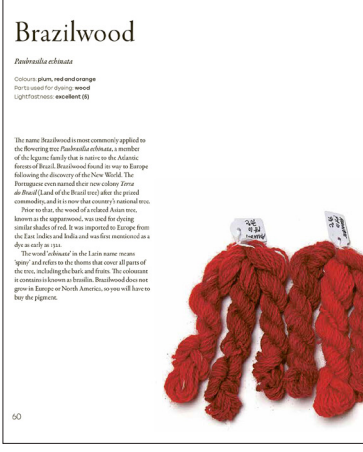 Brazilwood
Paubrasilia echinata
Colours: plum, red and orange
Parts used for dyeing: wood
Lightfastness: excellent (5)
The name Brazilwood is most commonly applied to
the flowering tree Paubrasilia echinata, a member
of the legume family that is native to the Atlantic
forests of Brazil. Brazilwood found its way to Europe
following the discovery of the New World. The
Portuguese even named their new colony Terra
do Brasil (Land of the Brasil tree) after the prized
commodity, and it is now that country's national tree.
Prior to that, the wood of a related Asian tree,
known as the sappanwood, was used for dyeing
similar shades of red. It was imported to Europe from
the East Indies and India and was first mentioned as a
dye as early as
The word 'echinata' in the Latin name means
'spiny' and refers to the thorns that cover all parts of
the tree, including the bark and fruits. The colourant
it contains is known as brasilin. Brazilwood does not
grow in Europe or North America, so you will have to
buy the pigment.
60